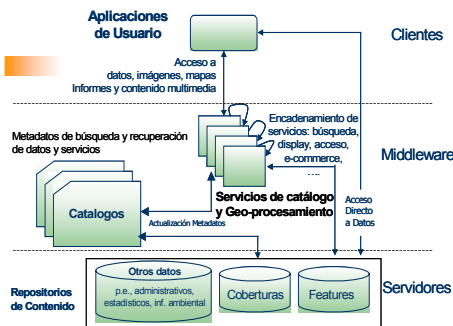 Aplicaciones
de Usuario
Clientes
Acceso a
datos, imágenes, mapas
Informes y contenido multimedia
Metadatos de búsqueda y recuperación
de datos y servicios
Encadenamiento de
servicios: búsqueda,
display, acceso,
e-commerce,
....
Middleware
Catalogos
Servicios de catálogo
y Geo-procesamiento
Actualización Metadatos
Acceso
Directo
a Datos
Repositorios
de Contenido
Otros datos
p.e., administrativos,
estadísticos, inf. ambiental
Coberturas
Features
Servidores